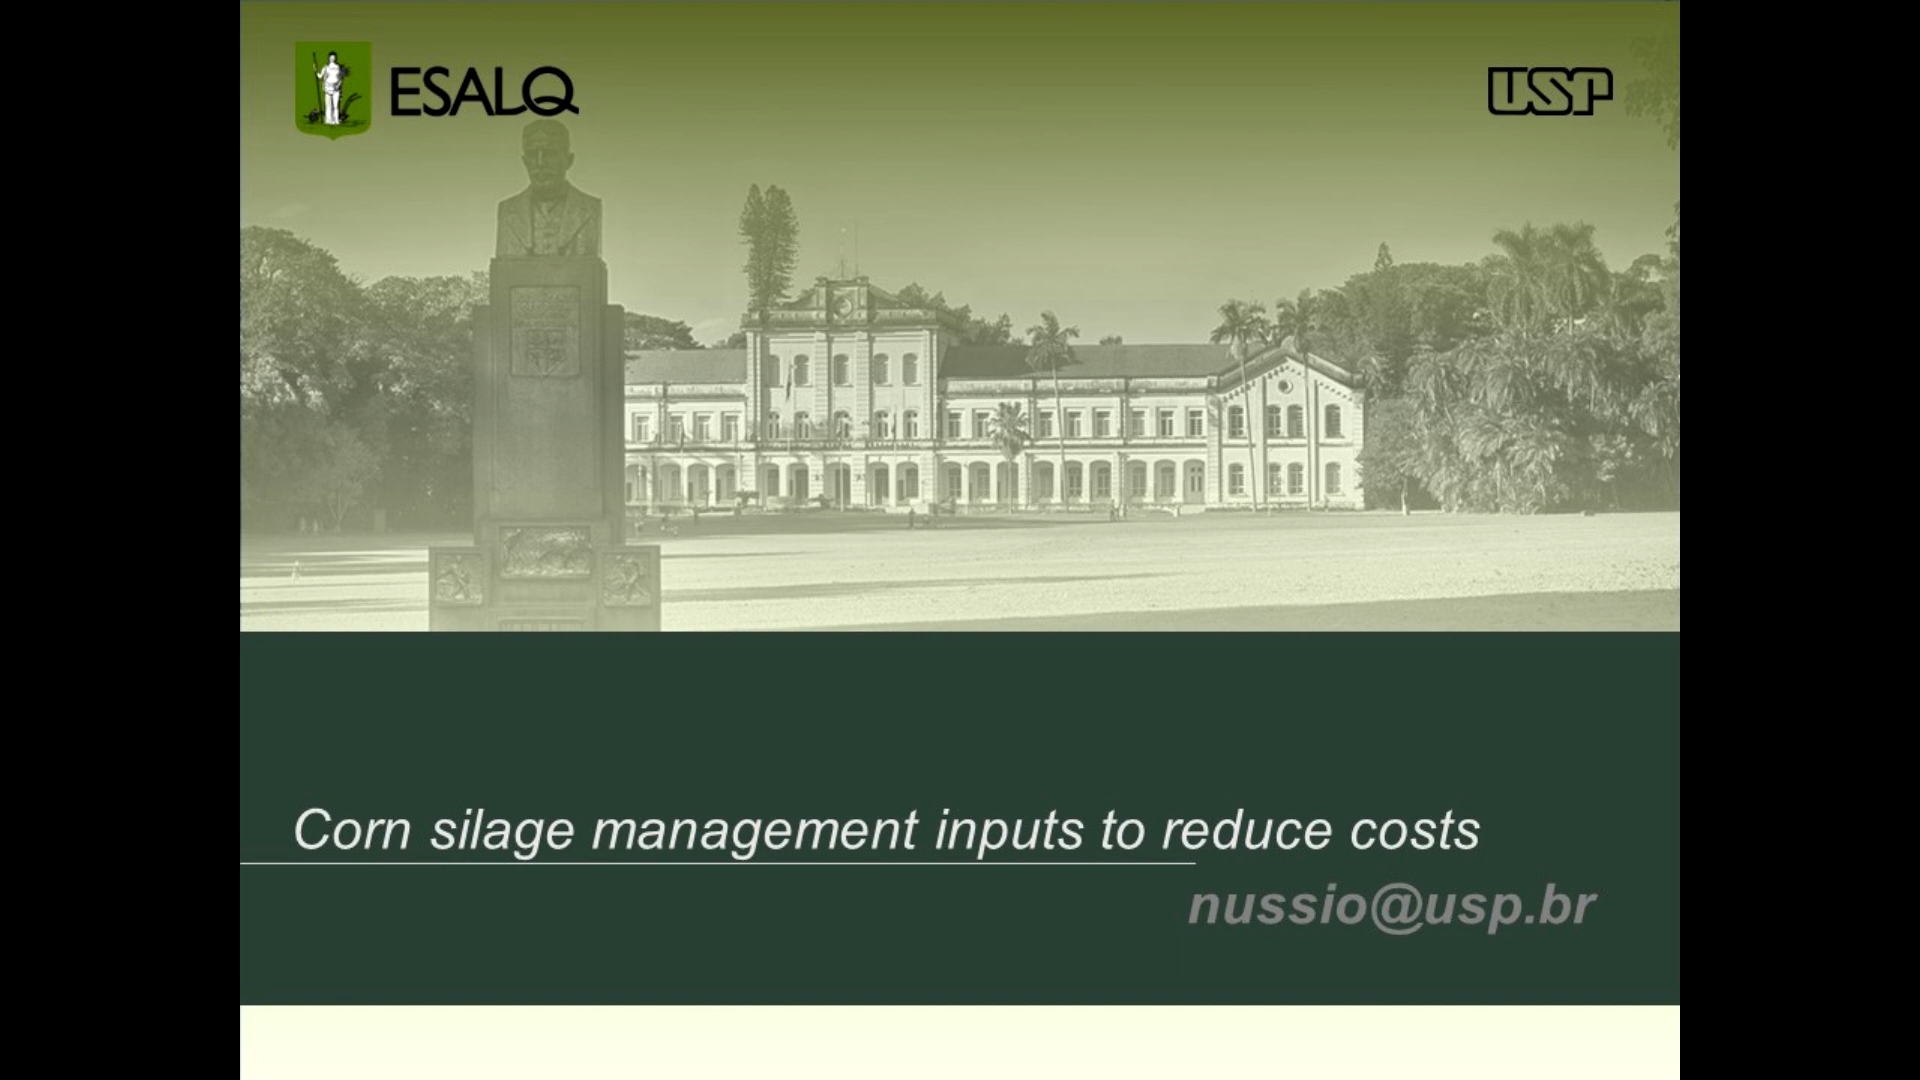 ESALQ
USP
Corn silage management inputs to reduce costs
nussio@usp.br